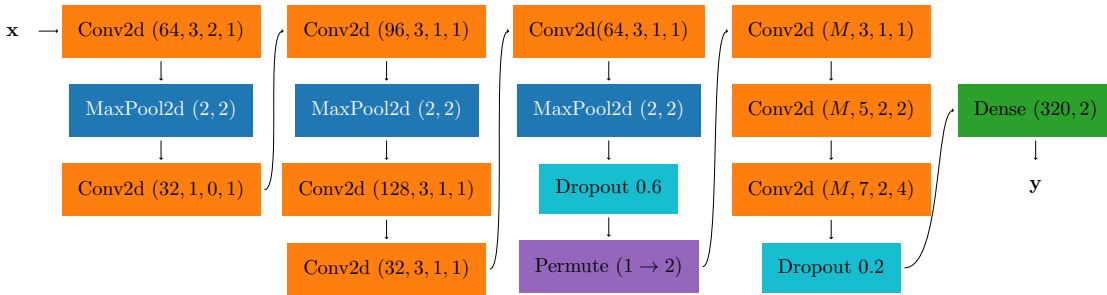 x
Conv2d (64, 3, 2, 1)
MaxPool2d (2, 2)
Conv2d (32, 1, 0, 1)
Conv2d (96, 3, 1, 1)
MaxPool2d (2, 2)
Conv2d (128, 3, 1, 1)
Conv2d (32, 3, 1, 1)
Conv2d(64, 3, 1, 1)
MaxPool2d (2, 2)
Dropout 0.6
Permute (1 → 2)
Conv2d (M, 3, 1, 1)
Conv2d (M, 5, 2, 2)
Conv2d (M, 7, 2, 4)
Dropout 0.2
Dense (320, 2)
y